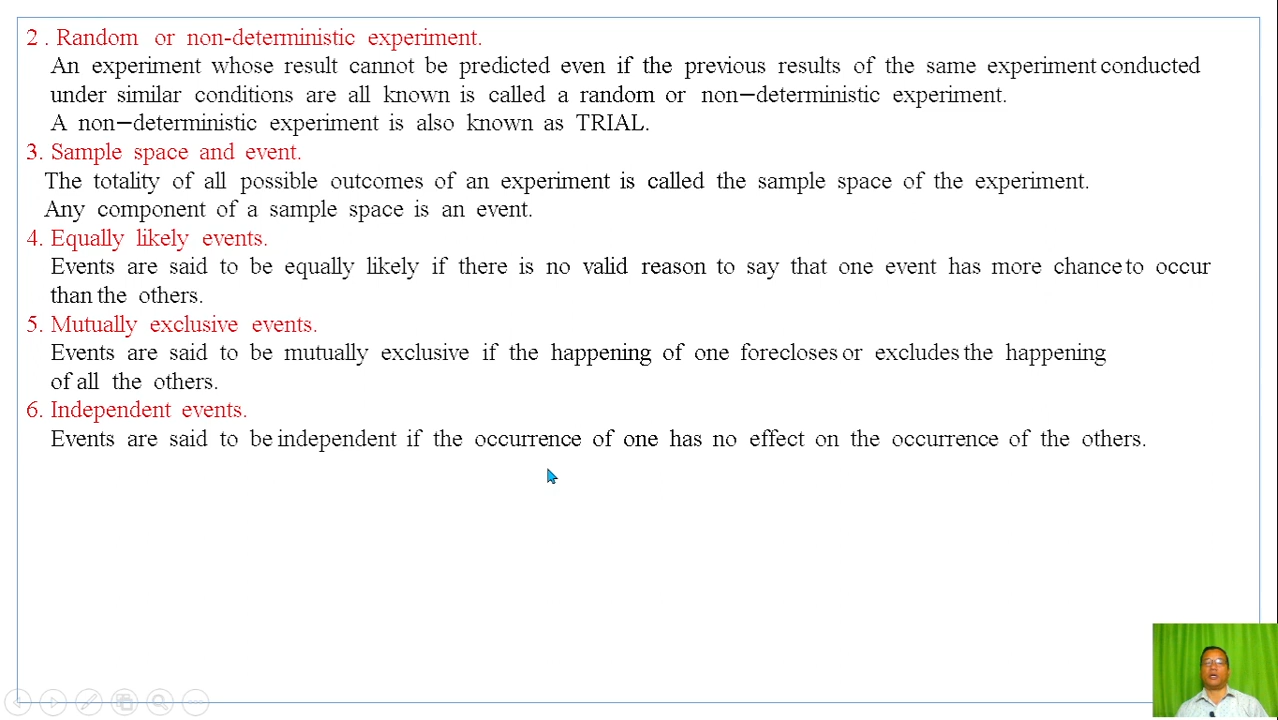 2 . Random or non-deterministic experiment.
An experiment whose result cannot be predicted even if the previous results of the same experiment conducted
under similar conditions are all known is called a random or non−deterministic experiment.
A non−deterministic experiment is also known as TRIAL.
3. Sample space and event.
The totality of all possible outcomes of an experiment is called the sample space of the experiment.
Any component of a sample space is an event.
4. Equally likely events.
Events are said to be equally likely if there is no valid reason to say that one event has more chance to occur
than the others.
5. Mutually exclusive events.
Events are said to be mutually exclusive if the happening of one forecloses or excludes the happening
of all the others.
6. Independent events.
Events are said to be independent if the occurrence of one has no effect on the occurrence of the others.